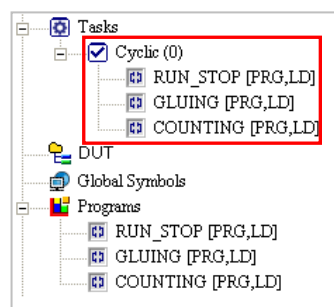 Tasks
Cyclic (0)
RUN_STOP [PRG,LD]
GLUING [PRG,LD]
COUNTING [PRG,LD]
DUT
Global Symbols
Programs
RUN_STOP [PRG,LD]
GLUING [PRG,LD]
COUNTING [PRG,LD]